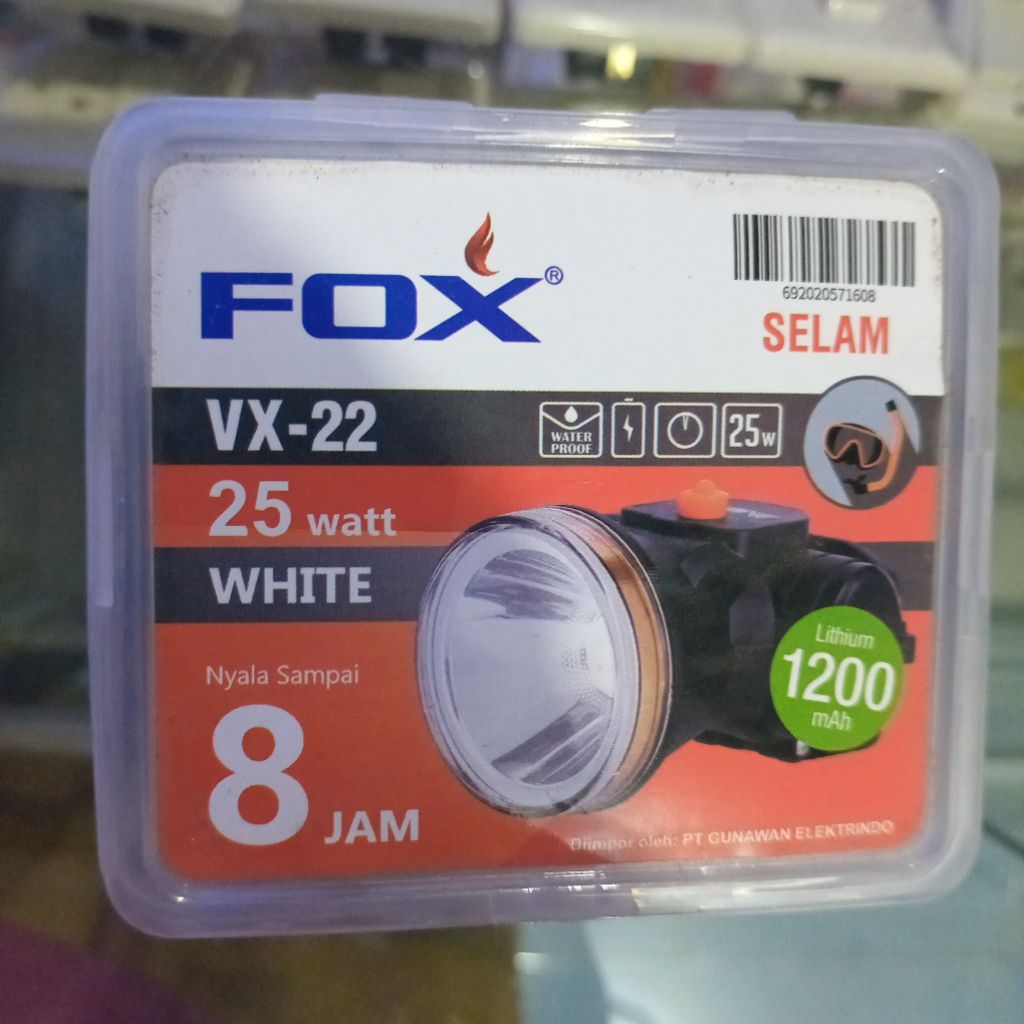 FOX®
692020571608
SELAM
VX-22
WATER
PROOF
25W
25 watt
WHITE
Nyala Sampai
8 JAM
Lithium
1200
mAh
Diimpor oleh: PT GUNAWAN ELEKTRINDO